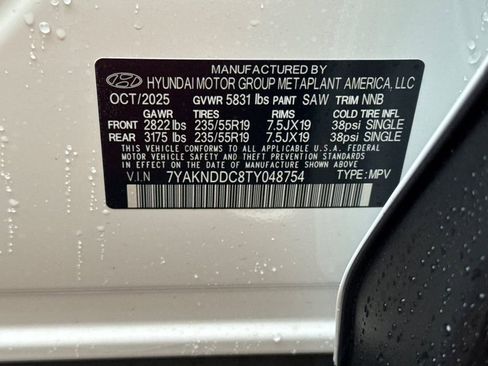 MANUFACTURED BY
HYUNDAI MOTOR GROUP METAPLANT AMERICA, LLC
OCT/2025 GVWR 5831 lbs PAINT SAW TRIM NNB
GAWR TIRES RIMS COLD TIRE INFL
FRONT 2822 lbs 235/55R19 7.5JX19 38psi SINGLE
REAR 3175 lbs 235/55R19 7.5JX19 38psi SINGLE
THIS VEHICLE CONFORMS TO ALL APPLICABLE U.S.A. FEDERAL
MOTOR VEHICLE SAFETY STANDARDS IN EFFECT ON THE
DATE OF MANUFACTURE SHOWN ABOVE.
V.I.N 7YAKNDDC8TY048754 TYPE : MPV